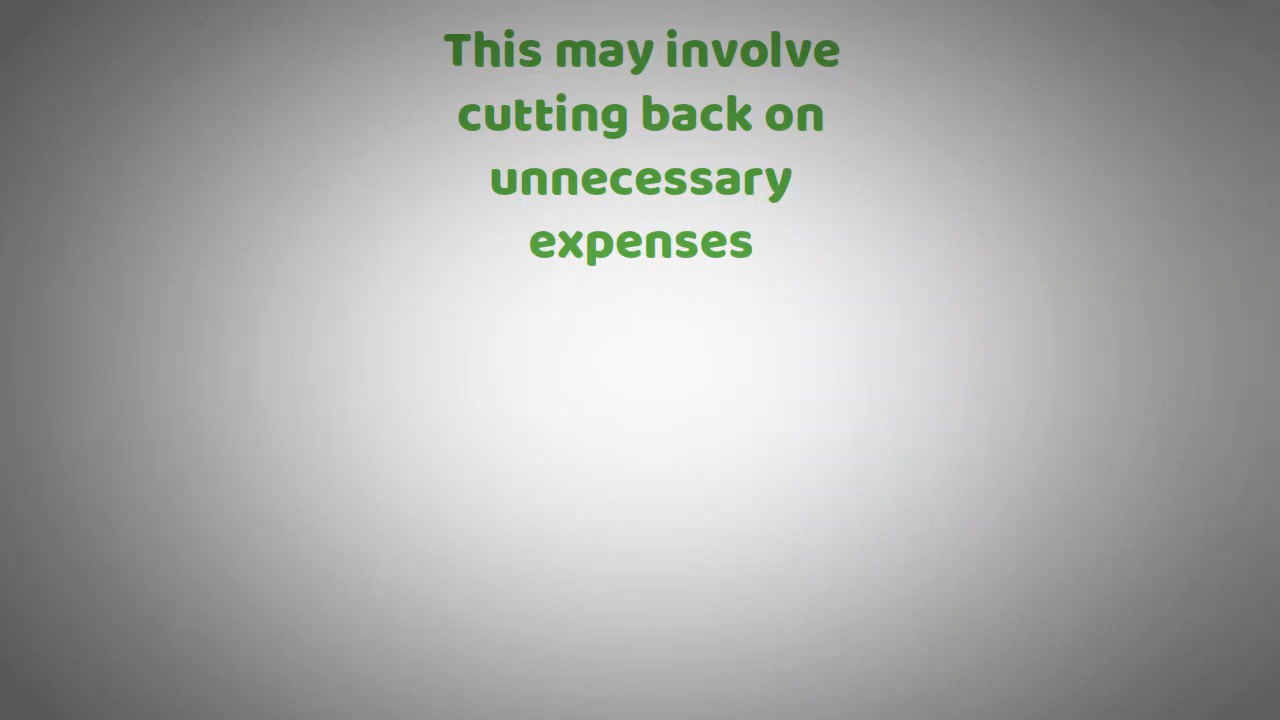 This may involve
cutting back on
unnecessary
expenses